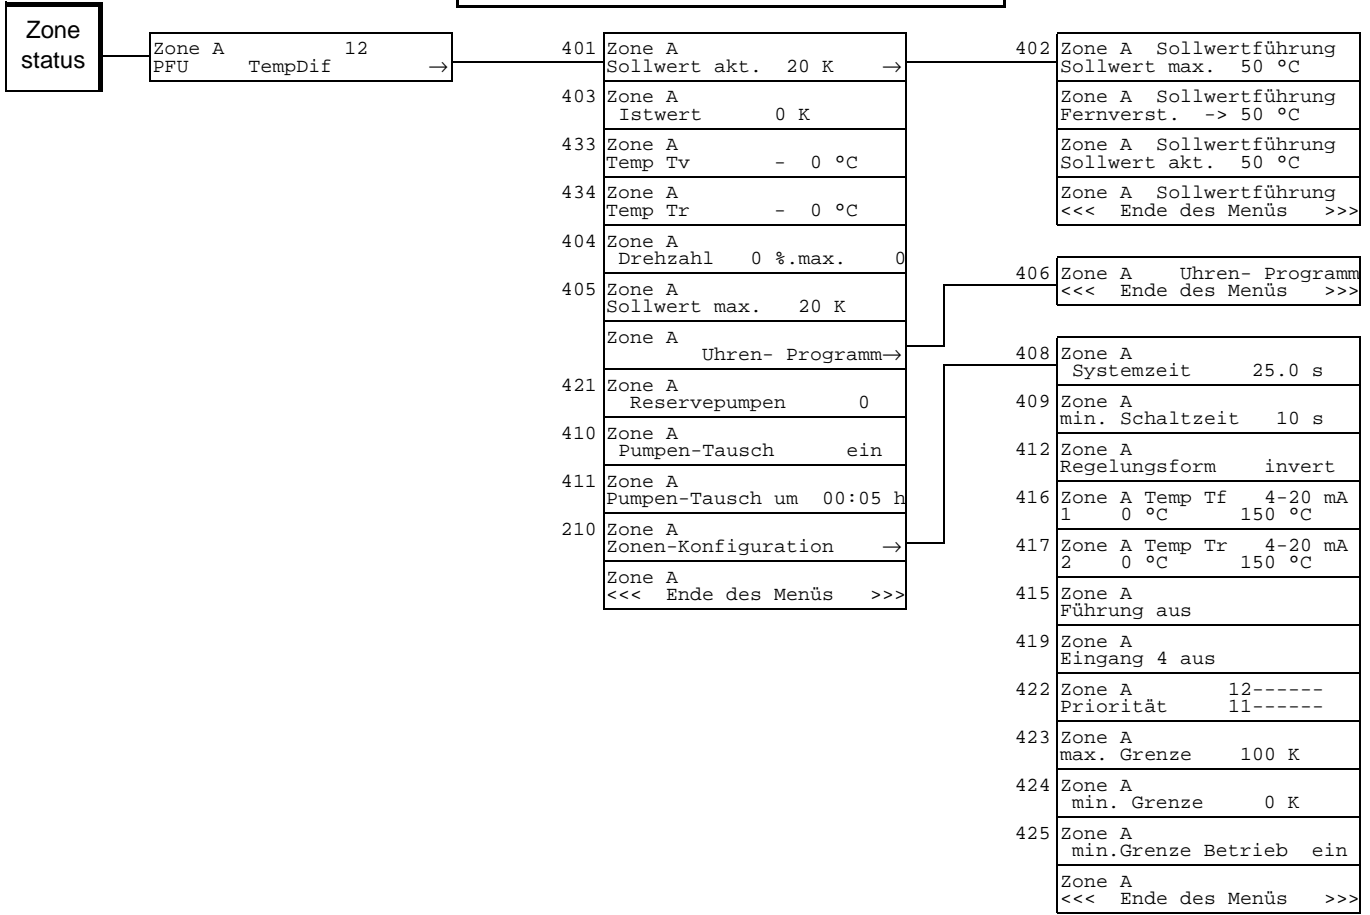 Zone
status
Zone A 12
PFU TempDif →
401 Zone A
Sollwert akt. 20 K →
403 Zone A
Istwert 0 K
433 Zone A
Temp Tv - 0 °C
434 Zone A
Temp Tr - 0 °C
404 Zone A
Drehzahl 0 %.max. 0
405 Zone A
Sollwert max. 20 K
Zone A
Uhren- Programm→
421 Zone A
Reservepumpen 0
410 Zone A
Pumpen-Tausch ein
411 Zone A
Pumpen-Tausch um 00:05 h
210 Zone A
Zonen-Konfiguration →
Zone A
<<< Ende des Menüs >>>
402 Zone A Sollwertführung
Sollwert max. 50 °C
Zone A Sollwertführung
Fernverst. -> 50 °C
Zone A Sollwertführung
Sollwert akt. 50 °C
Zone A Sollwertführung
<<< Ende des Menüs >>>
406 Zone A Uhren- Programm
<<< Ende des Menüs >>>
408 Zone A
Systemzeit 25.0 s
409 Zone A
min. Schaltzeit 10 s
412 Zone A
Regelungsform invert
416 Zone A Temp Tf 4-20 mA
1 0 °C 150 °C
417 Zone A Temp Tr 4-20 mA
2 0 °C 150 °C
415 Zone A
Führung aus
419 Zone A
Eingang 4 aus
422 Zone A 12------
Priorität 11------
423 Zone A
max. Grenze 100 K
424 Zone A
min. Grenze 0 K
425 Zone A
min.Grenze Betrieb ein
Zone A
<<< Ende des Menüs >>>